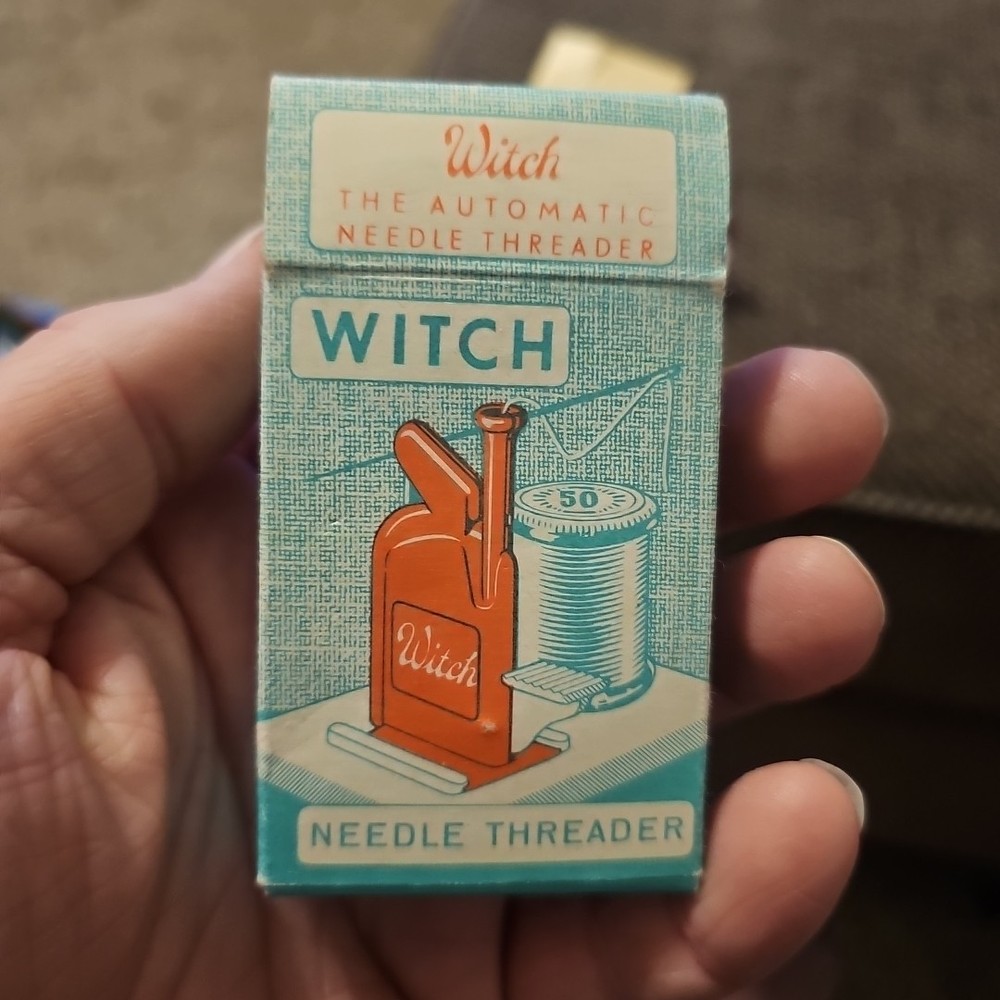 Witch
THE AUTOMATIC
NEEDLE THREADER
WITCH
50
Witch
NEEDLE THREADER